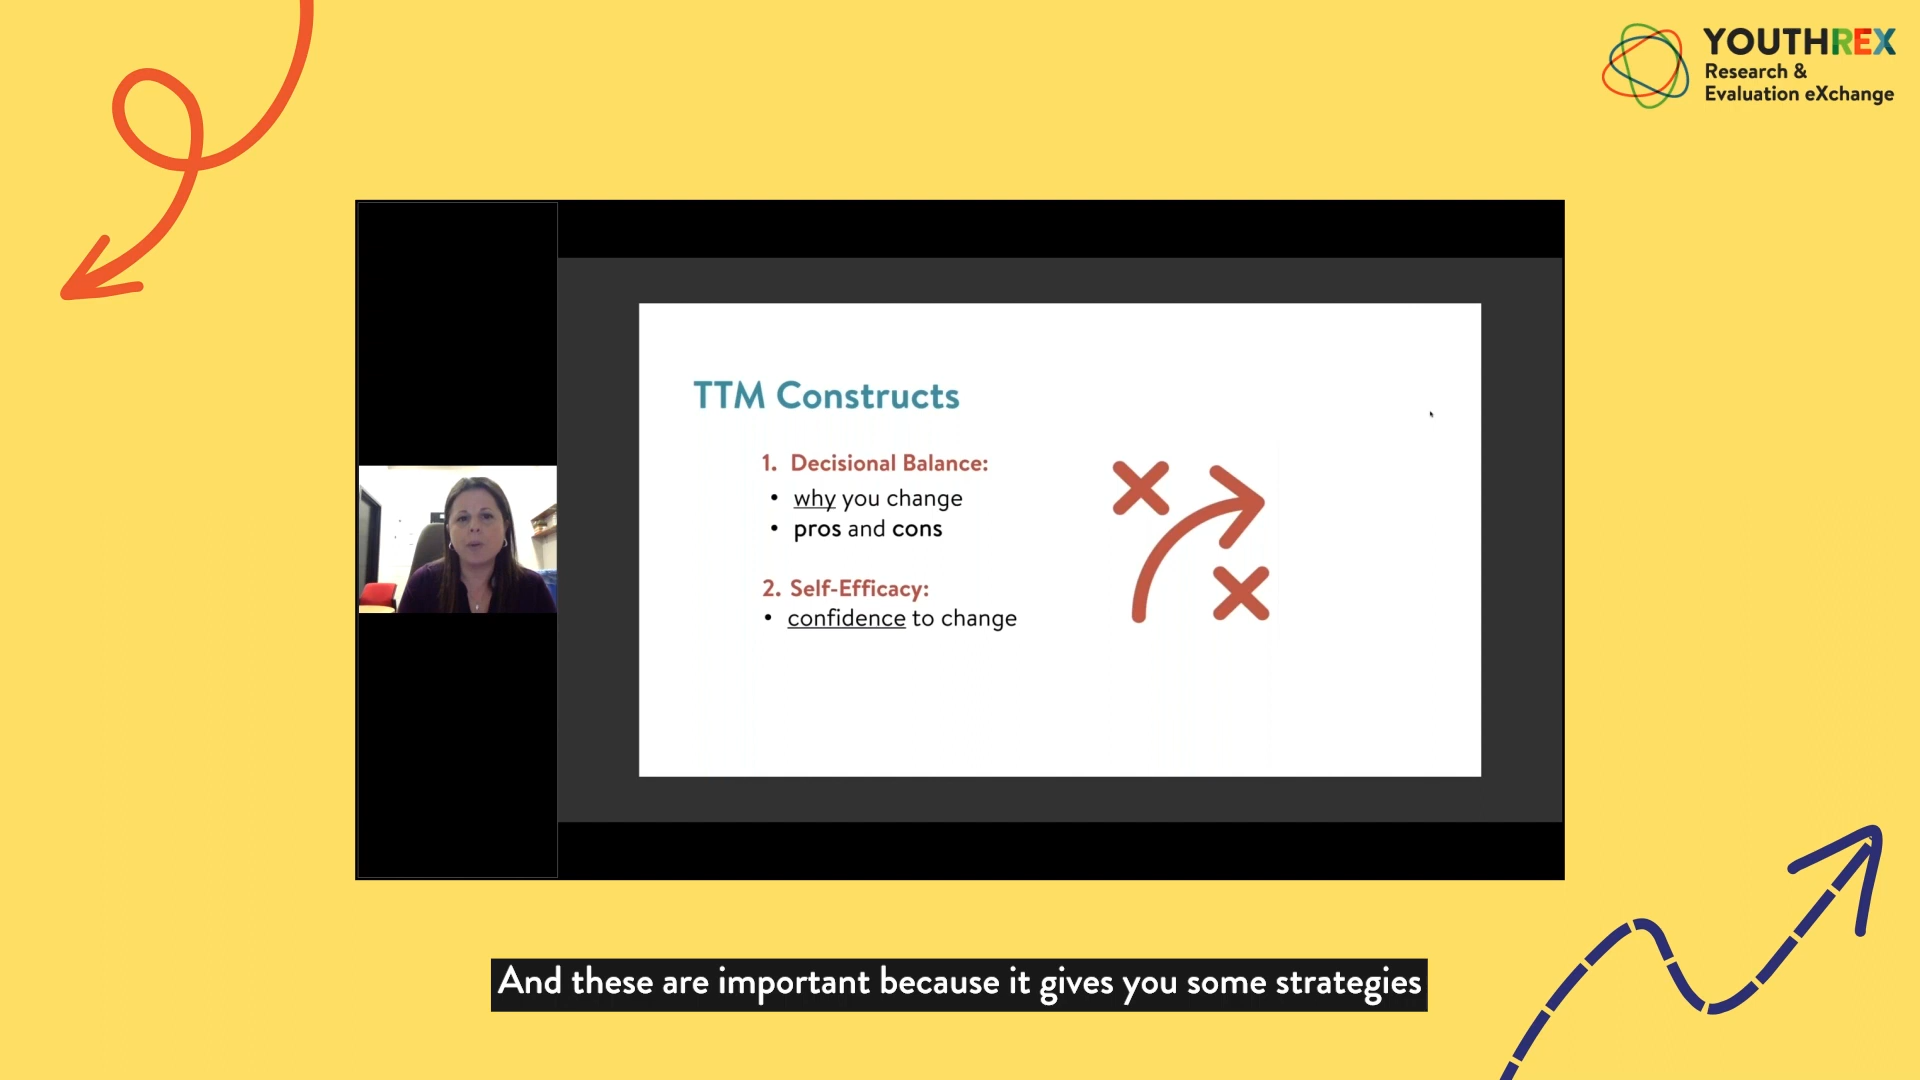 YOUTHREX
Research &
Evaluation eXchange
TTM Constructs
1. Decisional Balance:
• why you change
• pros and cons
2. Self-Efficacy:
• confidence to change
And these are important because it gives you some strategies